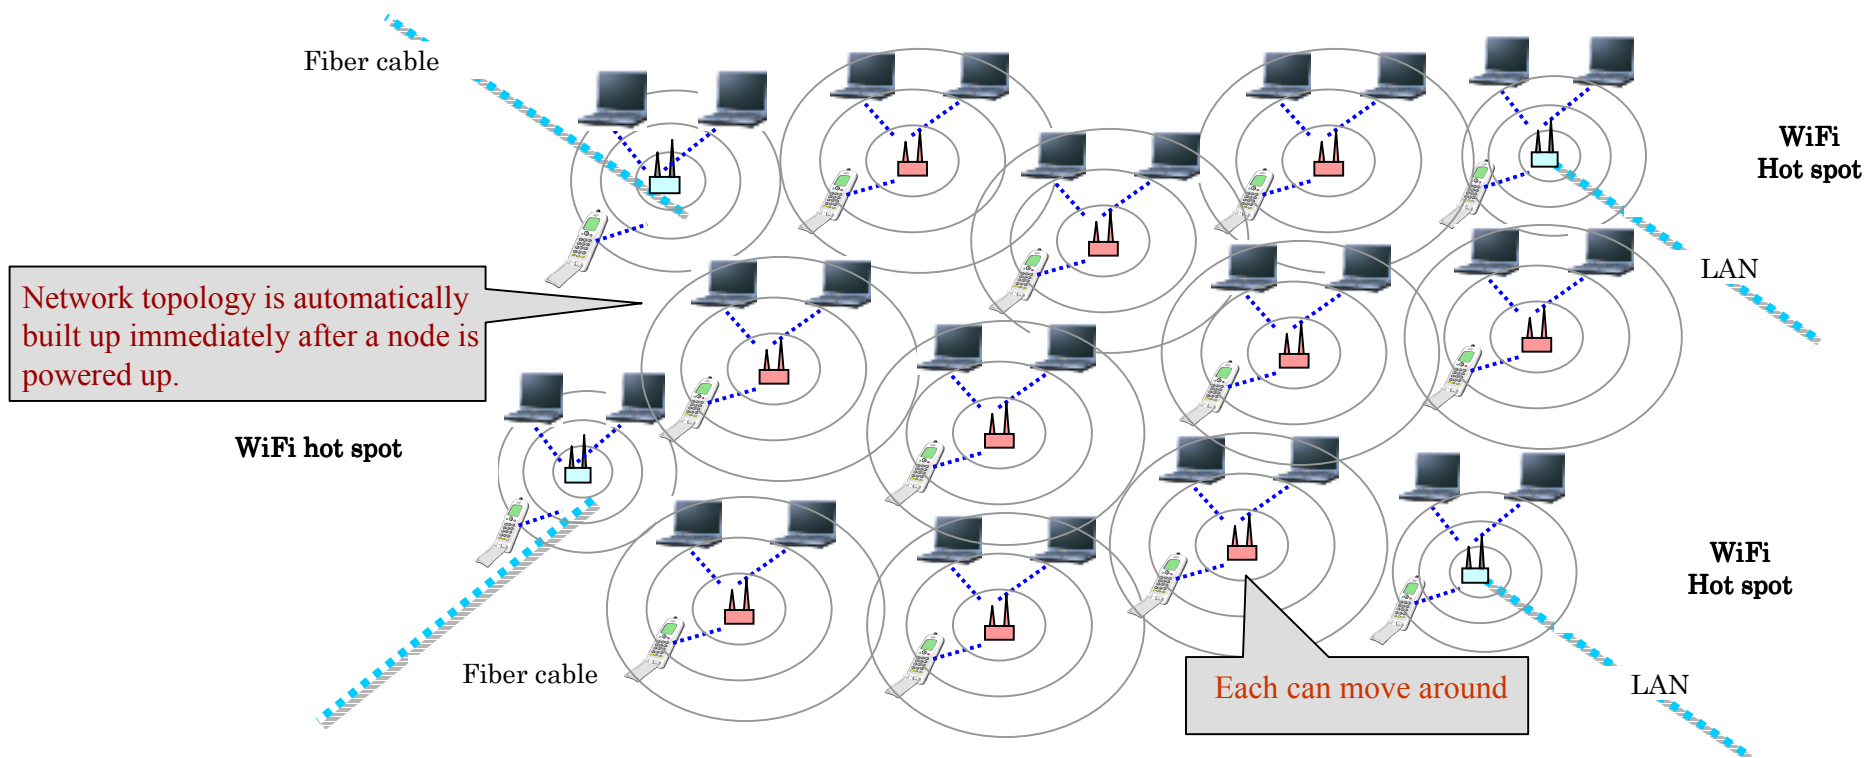 Fiber cable
WiFi
Hot spot
LAN
Network topology is automatically
built up immediately after a node is
powered up.
WiFi hot spot
WiFi
Hot spot
Fiber cable
Each can move around
LAN